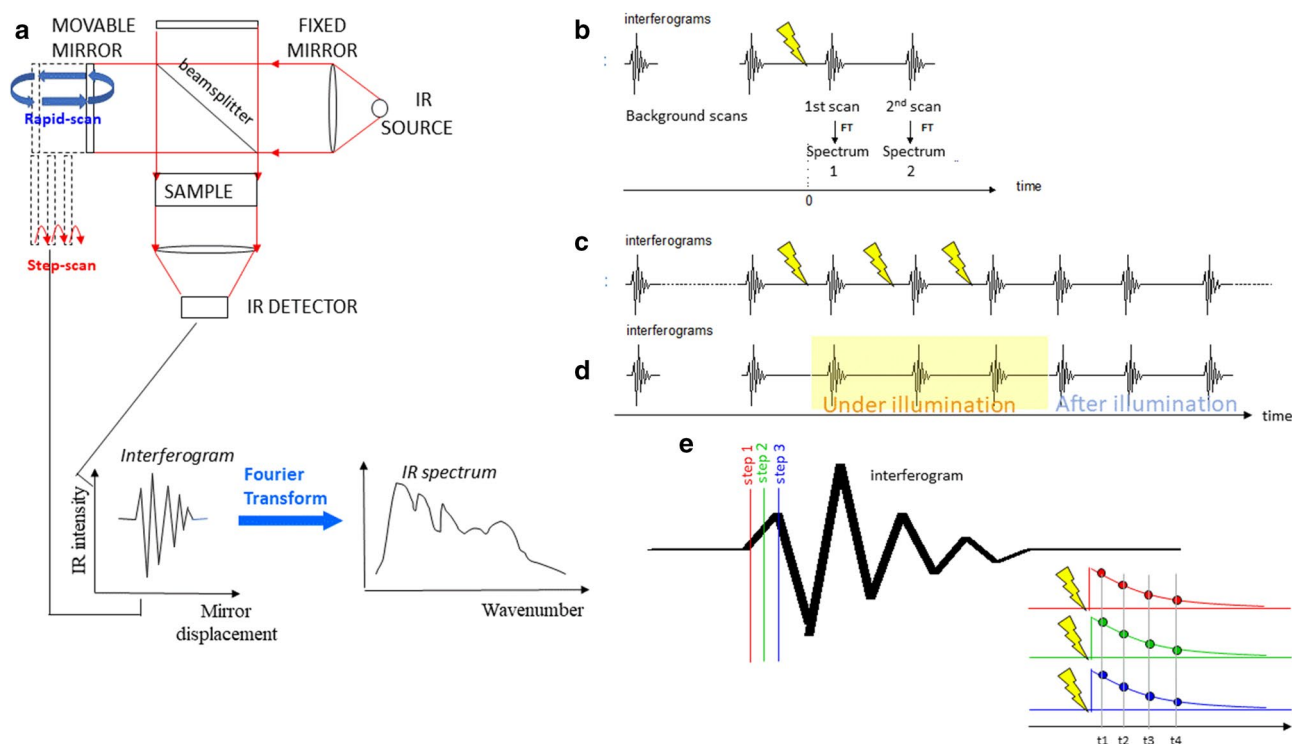 a
MOVABLE
MIRROR
FIXED
MIRROR
beamsplitter
Rapid-scan
IR
SOURCE
SAMPLE
Step-scan
IR DETECTOR
IR intensity
Interferogram
Fourier
Transform
IR spectrum
Mirror
displacement
Wavenumber
b
interferograms
:
Background scans
1st scan
2nd scan
FT
FT
Spectrum
1
Spectrum
2
time
0
c
interferograms
:
interferograms
d
Under illumination
After illumination
time
e
step 1
step 2
step 3
interferogram
t1
t2
t3
t4